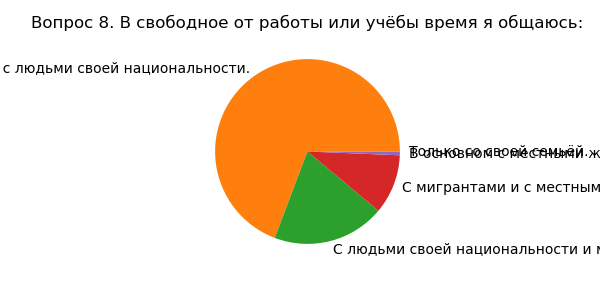 Вопрос 8. В свободное от работы или учёбы время я общаюсь:
с людьми своей национальности.
Только со своей семьёй.
В основном с местными ж
С мигрантами и с местным
С людьми своей национальности и м